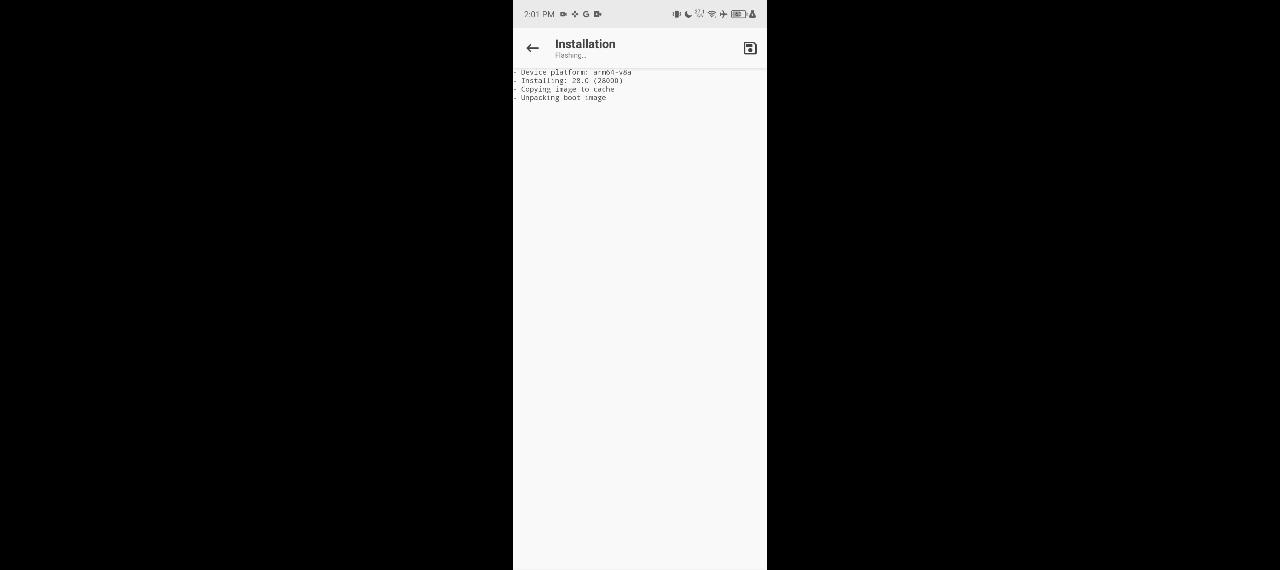 2:01 PM
Installation
Flashing...
- Device platform: arm64-v8a
- Installing: 28.0 (28000)
- Copying image to cache
- Unpacking boot image